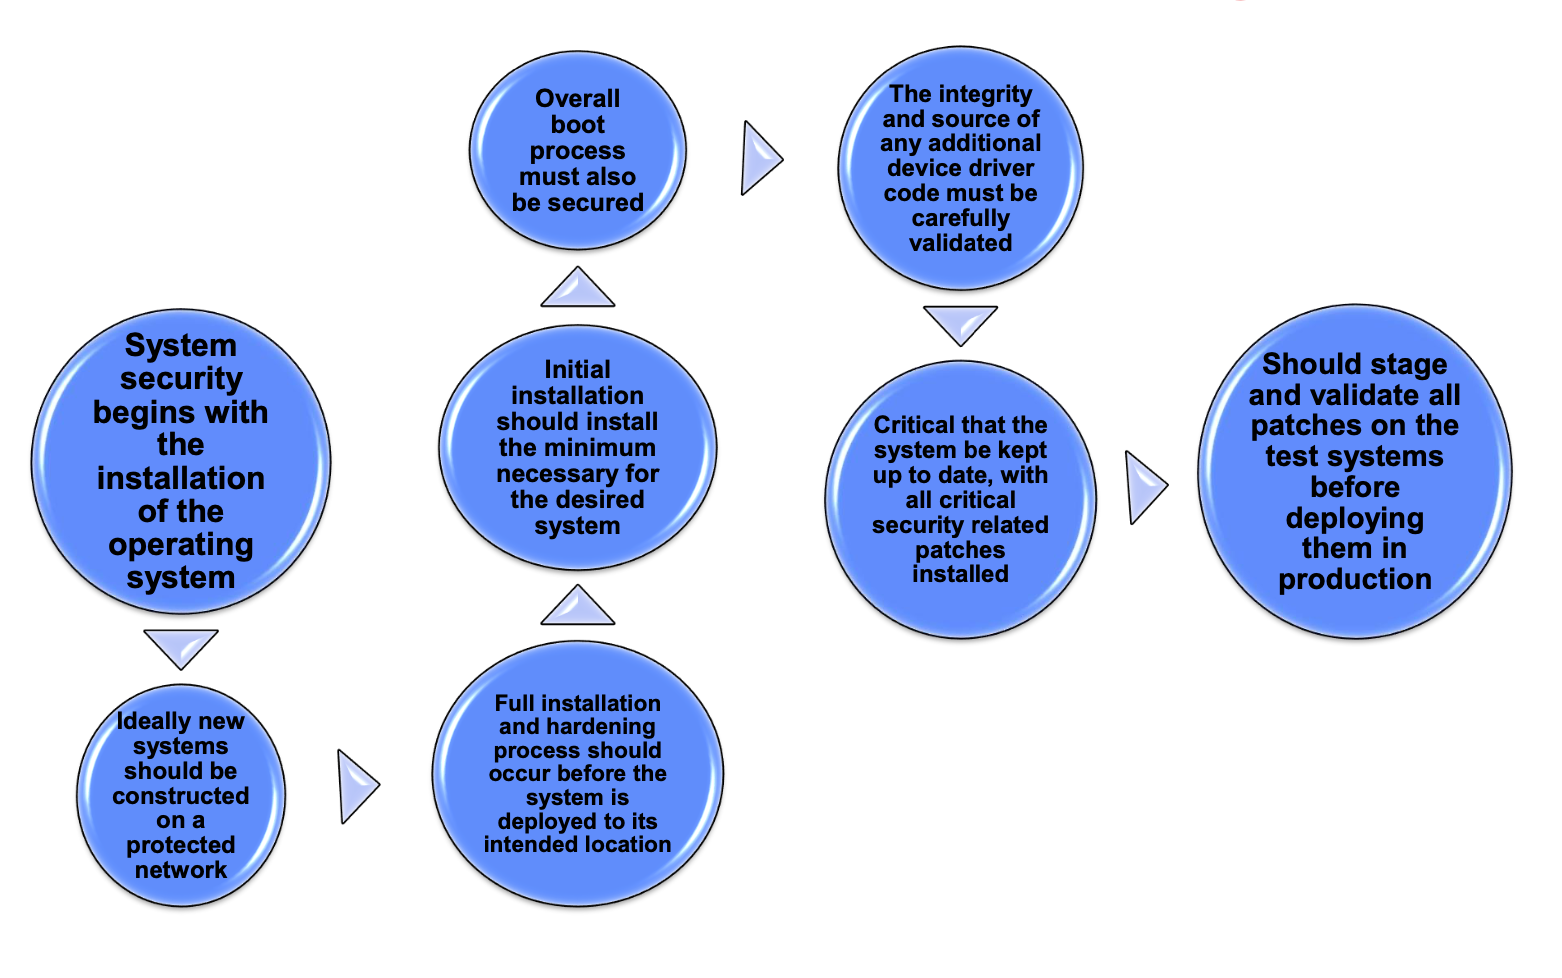 System
security
begins with
the
installation
of the
operating
system
Ideally new
systems
should be
constructed
on a
protected
network
Full installation
and hardening
process should
occur before the
system is
deployed to its
intended location
Initial
installation
should install
the minimum
necessary for
the desired
system
Overall
boot
process
must also
be secured
The integrity
and source of
any additional
device driver
code must be
carefully
validated
Critical that the
system be kept
up to date, with
all critical
security related
patches
installed
Should stage
and validate all
patches on the
test systems
before
deploying
them in
production